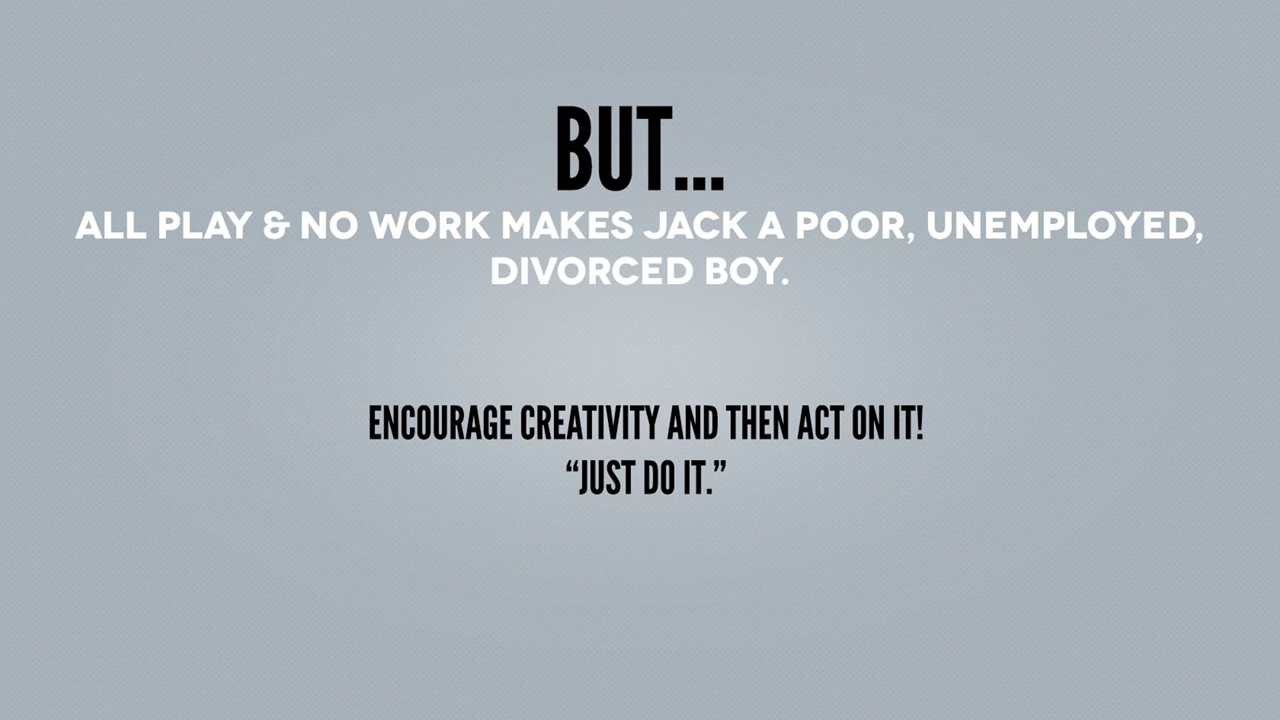 BUT...
ALL PLAY & NO WORK MAKES JACK A POOR, UNEMPLOYED,
DIVORCED BOY.
ENCOURAGE CREATIVITY AND THEN ACT ON IT!
“JUST DO IT.”